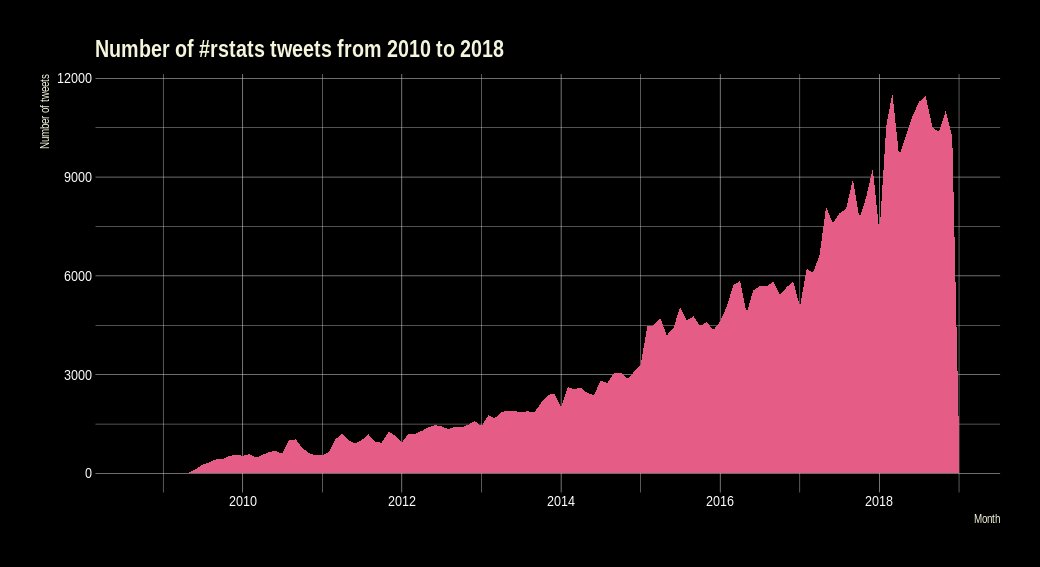 Number of #rstats tweets from 2010 to 2018
Number of tweets
12000
9000
6000
3000
0
2010 2012 2014 2016 2018
Month